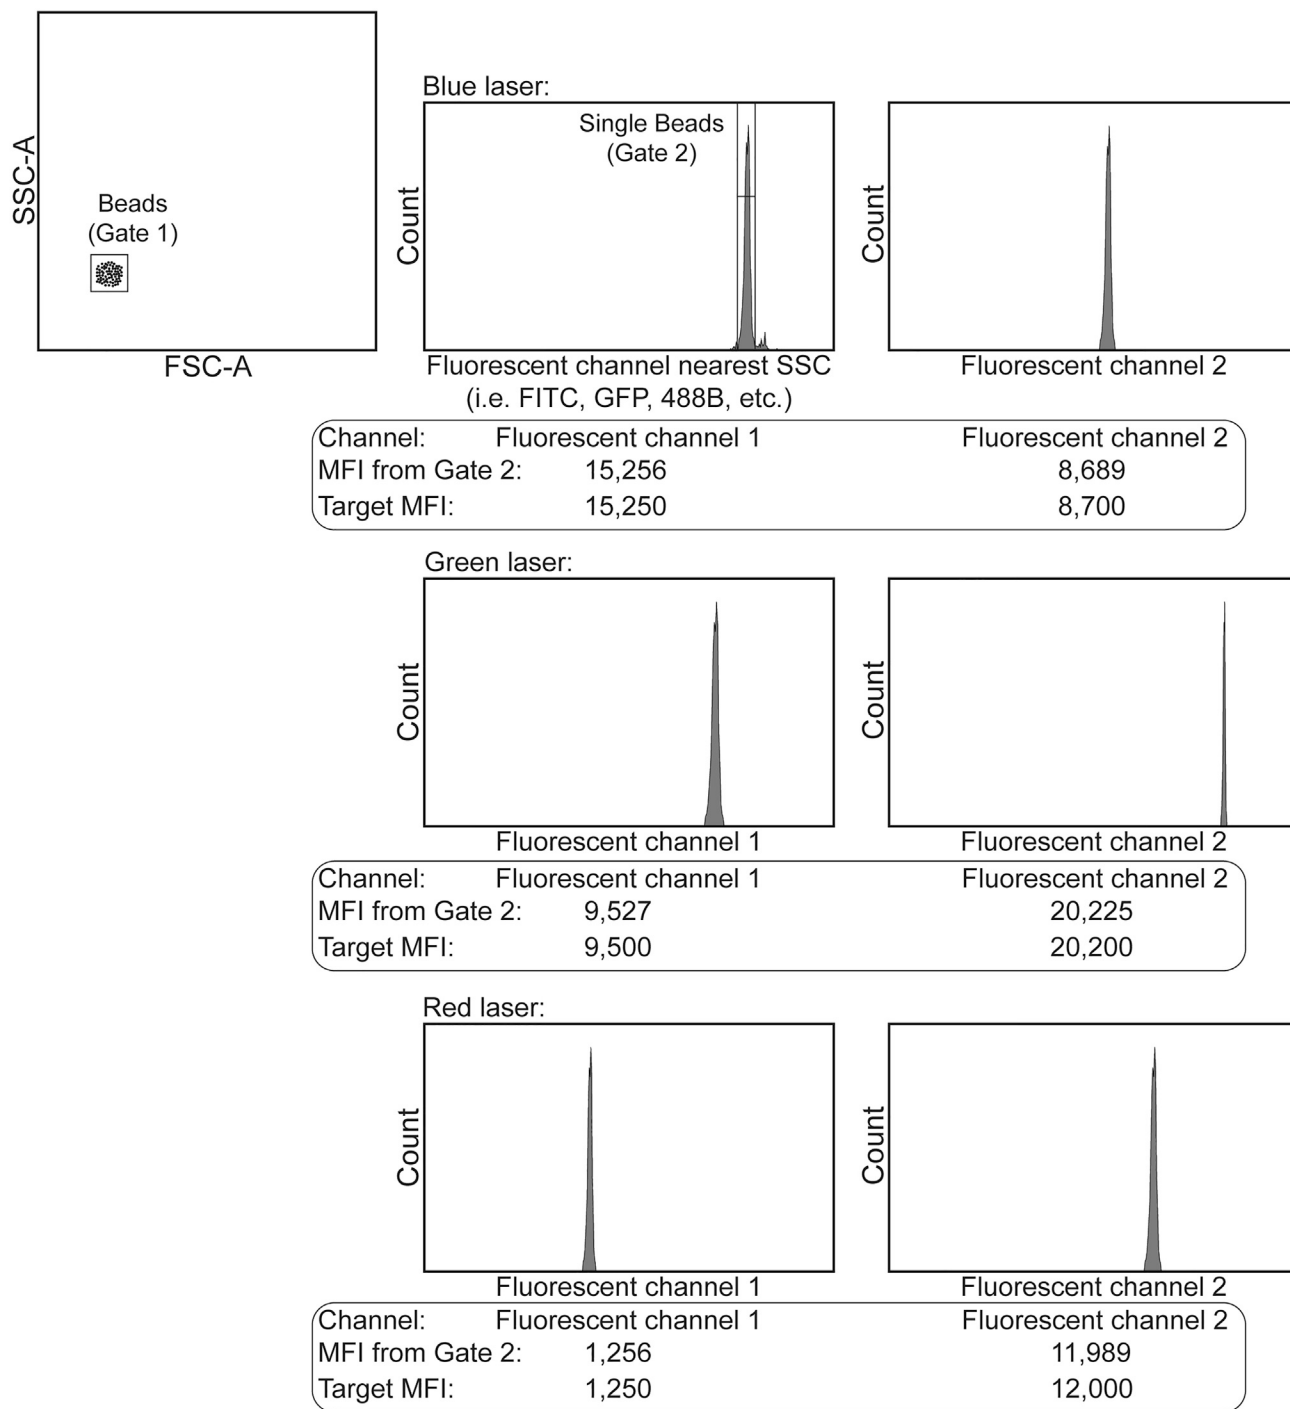 SSC-A
Beads
(Gate 1)
FSC-A
Blue laser:
Count
Single Beads
(Gate 2)
Fluorescent channel nearest SSC
(i.e. FITC, GFP, 488B, etc.)
Count
Fluorescent channel 2
Channel: Fluorescent channel 1 Fluorescent channel 2
MFI from Gate 2: 15,256 8,689
Target MFI: 15,250 8,700
Green laser:
Count
Fluorescent channel 1
Count
Fluorescent channel 2
Channel: Fluorescent channel 1 Fluorescent channel 2
MFI from Gate 2: 9,527 20,225
Target MFI: 9,500 20,200
Red laser:
Count
Fluorescent channel 1
Count
Fluorescent channel 2
Channel: Fluorescent channel 1 Fluorescent channel 2
MFI from Gate 2: 1,256 11,989
Target MFI: 1,250 12,000